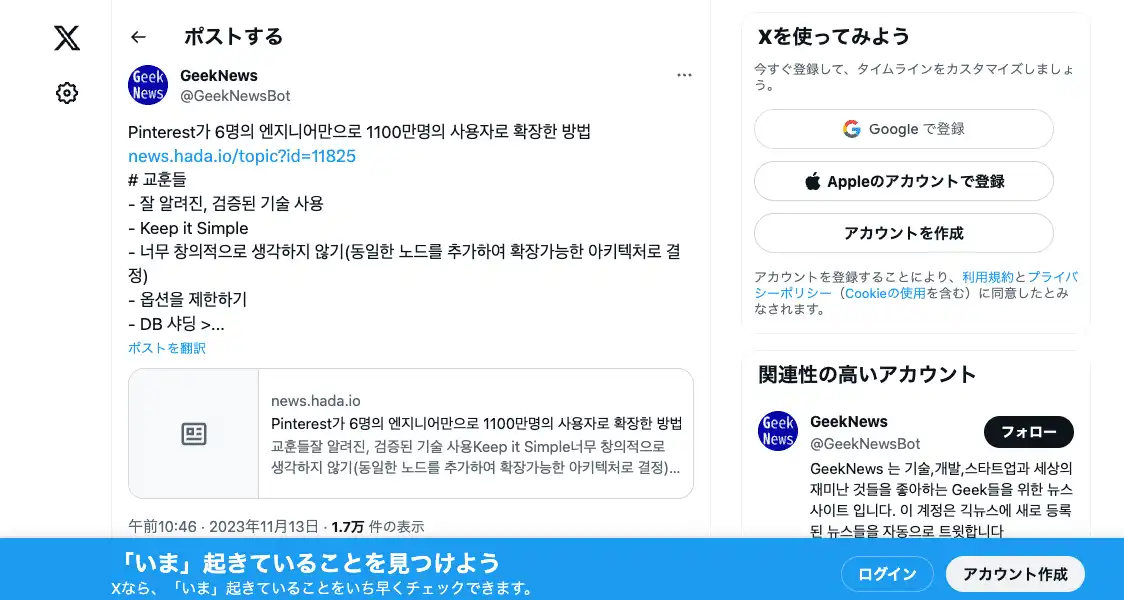 ポストする
Geek
News
GeekNews
@GeekNewsBot
Pinterest가 6명의 엔지니어만으로 1100만명의 사용자로 확장한 방법
news.hada.io/topic?id=11825
# 교훈들
- 잘 알려진, 검증된 기술 사용
- Keep it Simple
- 너무 창의적으로 생각하지 않기(동일한 노드를 추가하여 확장가능한 아키텍처로 결
정)
- 옵션을 제한하기
- DB 샤딩 >...
ポストを翻訳
news.hada.io
Pinterest가 6명의 엔지니어만으로 1100만명의 사용자로 확장한 방법
교훈들잘 알려진, 검증된 기술 사용Keep it Simple너무 창의적으로
생각하지 않기(동일한 노드를 추가하여 확장가능한 아키텍처로 결정)...
午前10:46 · 2023年11月13日 · 1.7万 件の表示
Xを使ってみよう
今すぐ登録して、タイムラインをカスタマイズしましょ
う。
Google で登録
Appleのアカウントで登録
アカウントを作成
アカウントを登録することにより、利用規約とプライバ
シーポリシー（Cookieの使用を含む）に同意したとみ
なされます。
関連性の高いアカウント
Geek
News
GeekNews
@GeekNewsBot
フォロー
GeekNews 는 기술,개발,스타트업과 세상의
재미난 것들을 좋아하는 Geek들을 위한 뉴스
사이트 입니다. 이 계정은 긱뉴스에 새로 등록
된 뉴스들을 자동으로 트윗합니다
「いま」起きていることを見つけよう
Xなら、「いま」起きていることをいち早くチェックできます。
ログイン
アカウント作成